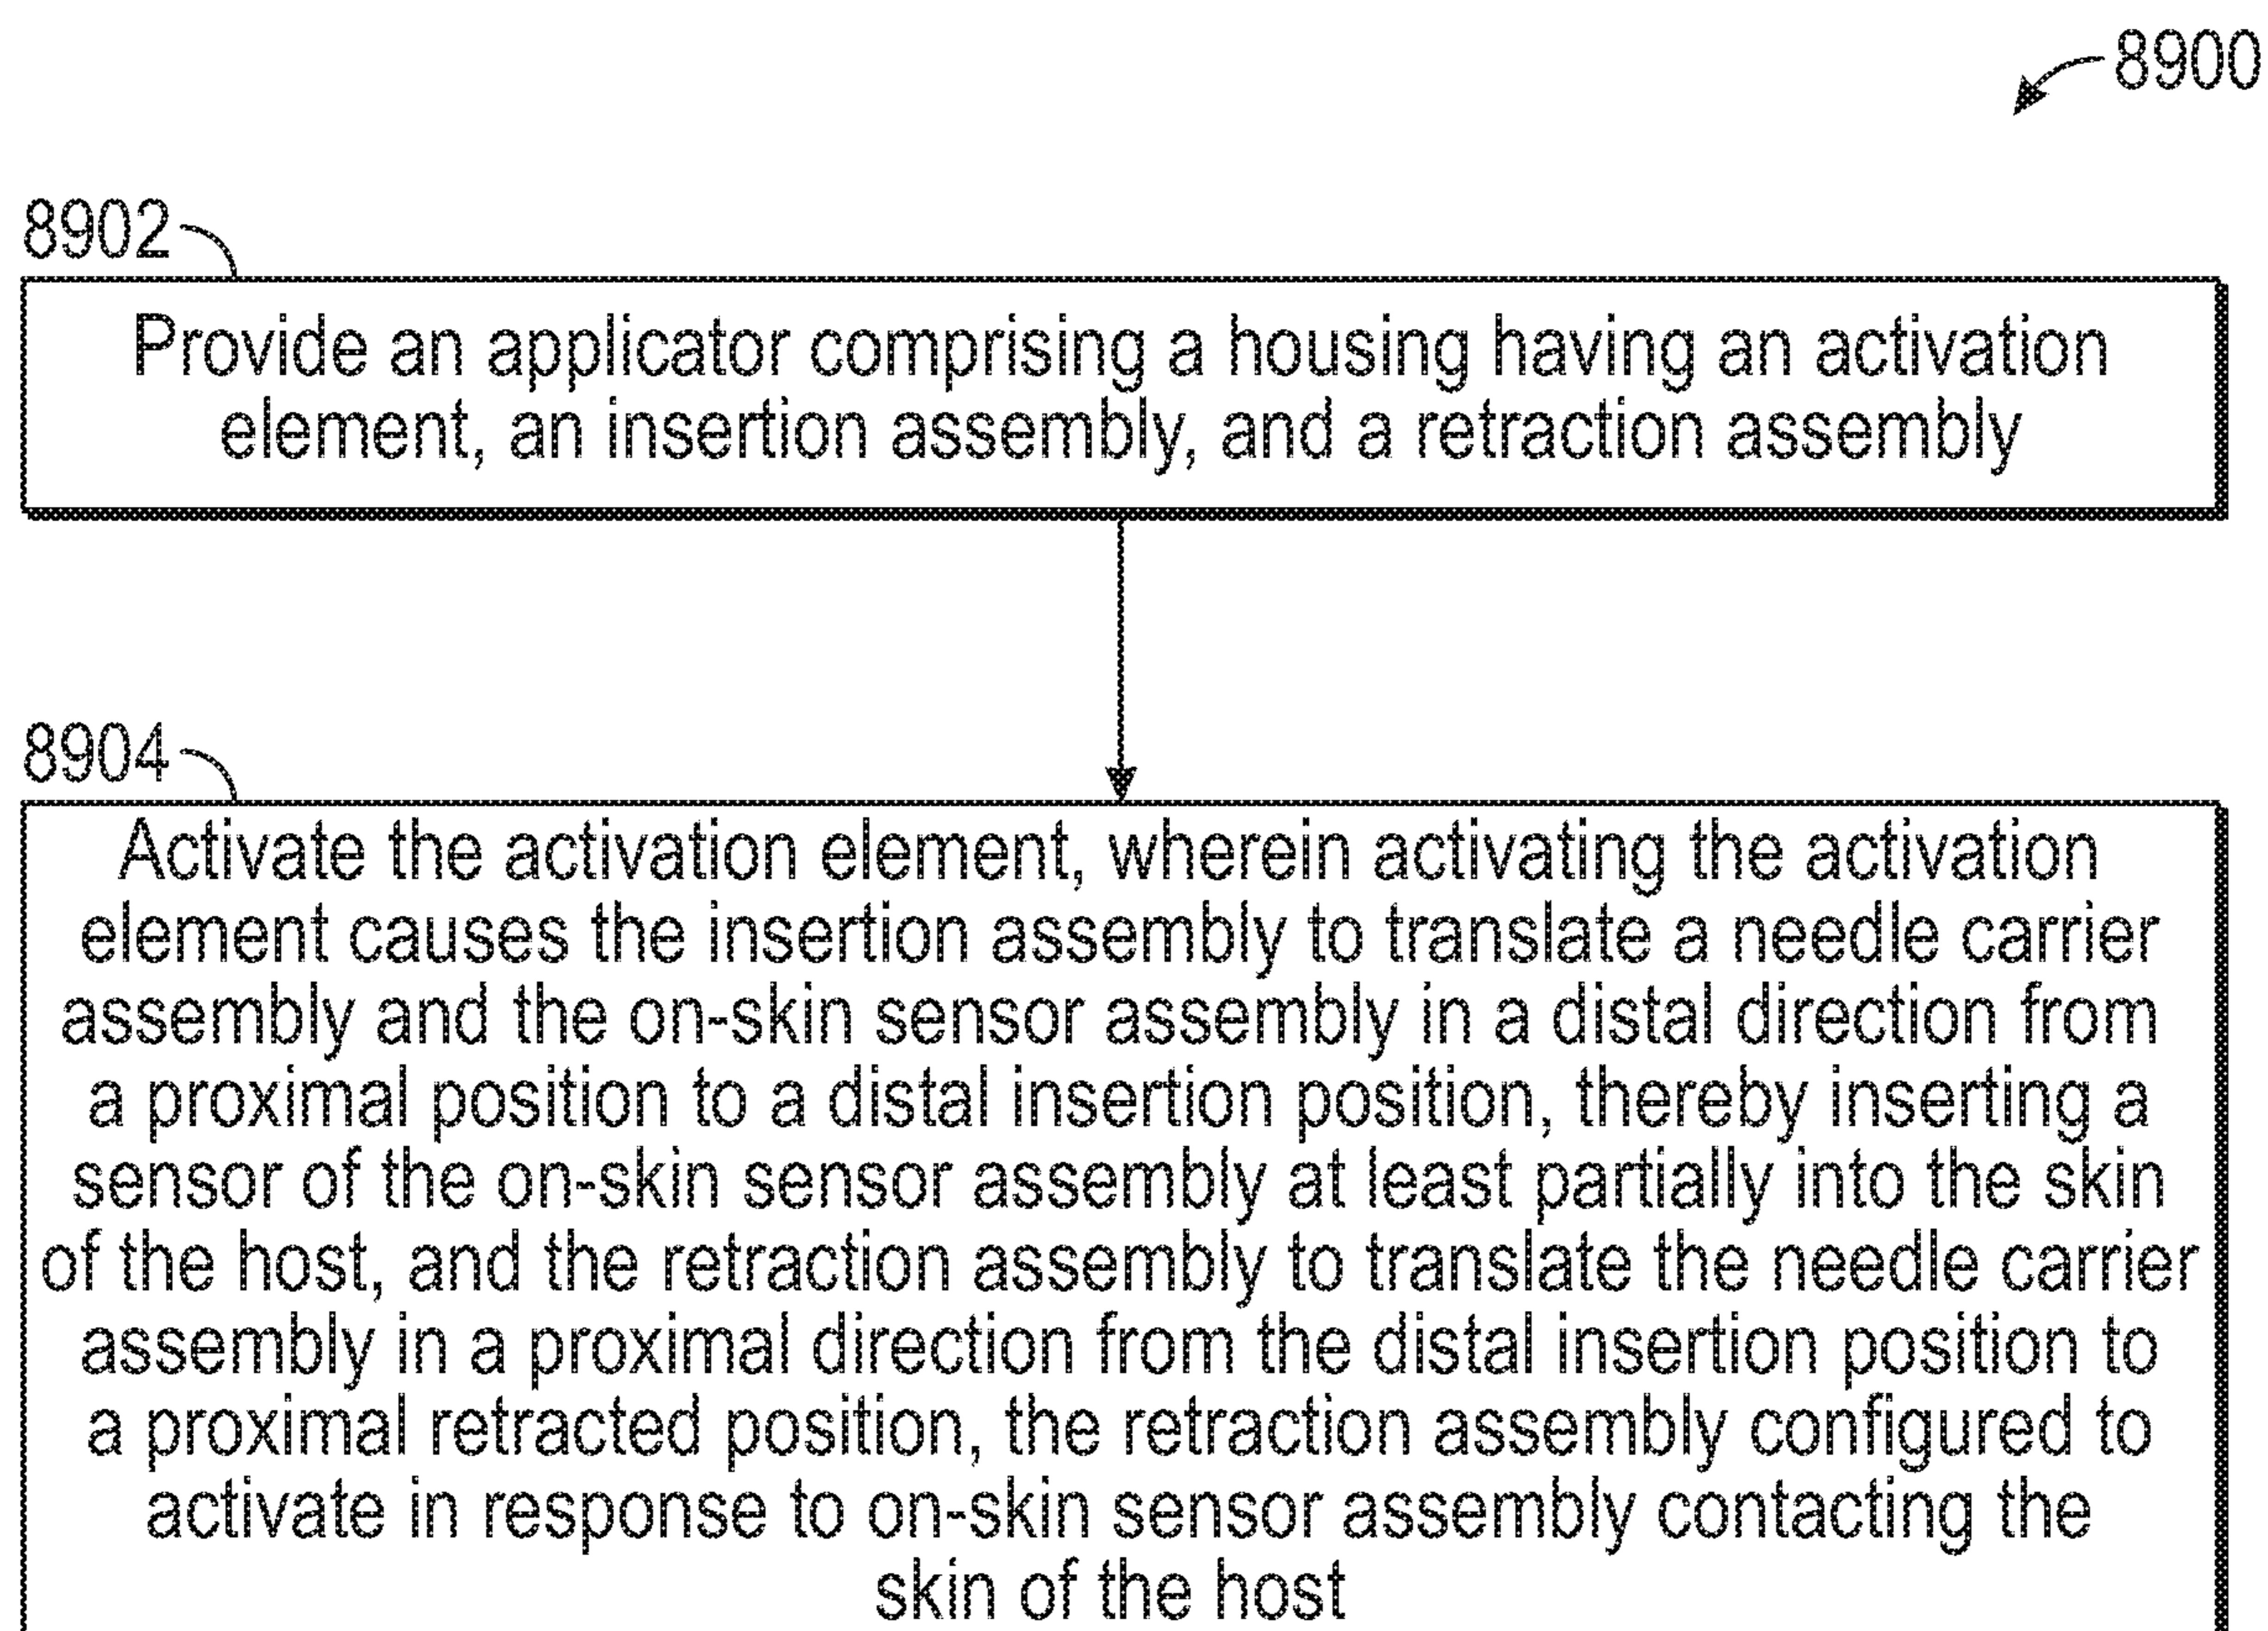 8900
8902
Provide an applicator comprising a housing having an activation
element, an insertion assembly, and a retraction assembly
8904
Activate the activation element, wherein activating the activation
element causes the insertion assembly to translate a needle carrier
assembly and the on-skin sensor assembly in a distal direction from
a proximal position to a distal insertion position, thereby inserting a
sensor of the on-skin sensor assembly at least partially into the skin
of the host, and the retraction assembly to translate the needle carrier
assembly in a proximal direction from the distal insertion position to
a proximal retracted position, the retraction assembly configured to
activate in response to on-skin sensor assembly contacting the
skin of the host